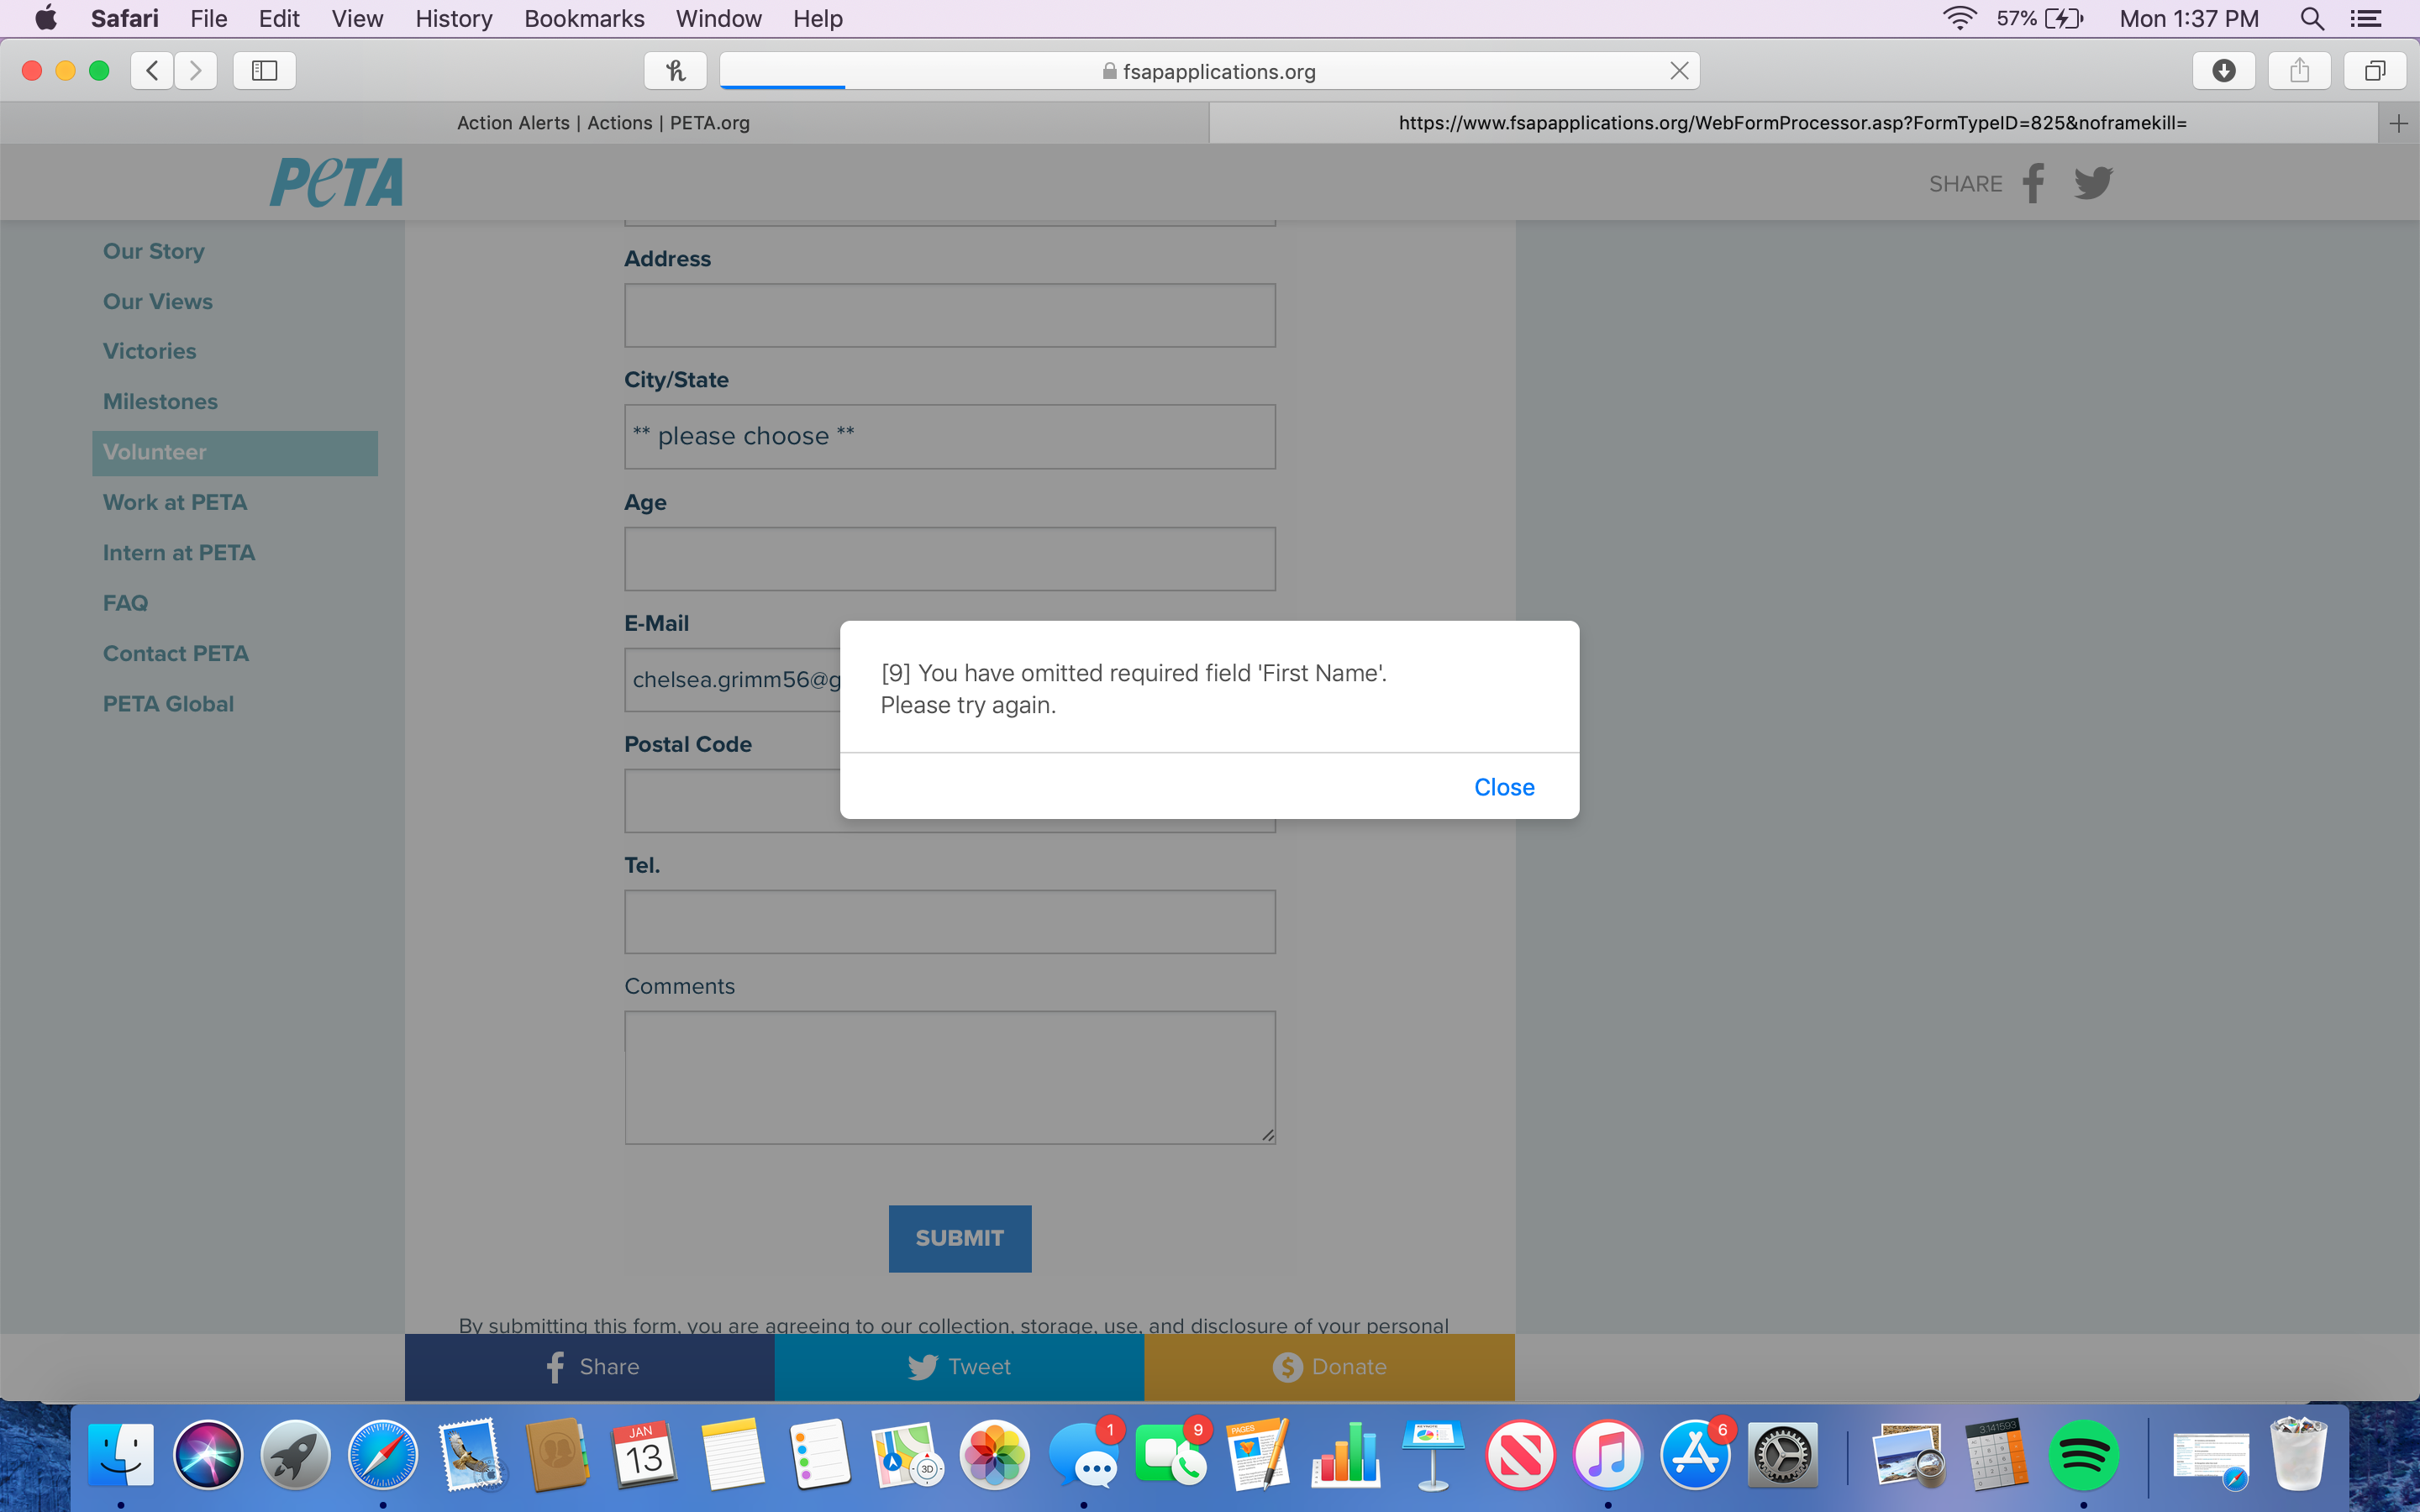 Safari File Edit View History Bookmarks Window Help 57% Mon 1:37 PM
fsapapplications.org
Action Alerts | Actions | PETA.org
https://www.fsapapplications.org/WebFormProcessor.asp?FormTypeID=825&noframekill=
PETA
SHARE
Our Story
Our Views
Victories
Milestones
Volunteer
Work at PETA
Intern at PETA
FAQ
Contact PETA
PETA Global
Address
City/State
** please choose **
Age
E-Mail
chelsea.grimm56@g
Postal Code
Tel.
Comments
SUBMIT
By submitting this form, you are agreeing to our collection, storage, use, and disclosure of your personal
[9] You have omitted required field 'First Name'.
Please try again.
Close
Share
Tweet
Donate
JAN
13
3D
1
9
PAGES
6
3.141593